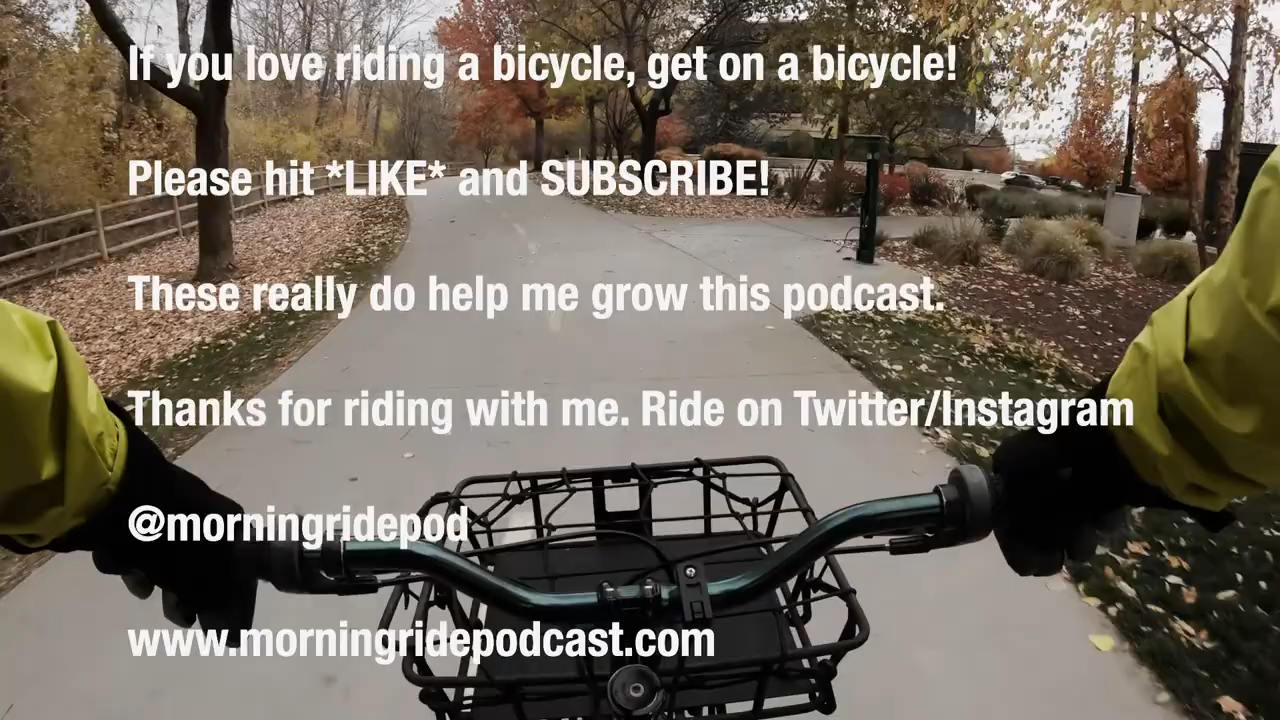 If you love riding a bicycle, get on a bicycle!
Please hit *LIKE* and SUBSCRIBE!
These really do help me grow this podcast.
Thanks for riding with me. Ride on Twitter/Instagram
@morningridepod
www.morningridepodcast.com